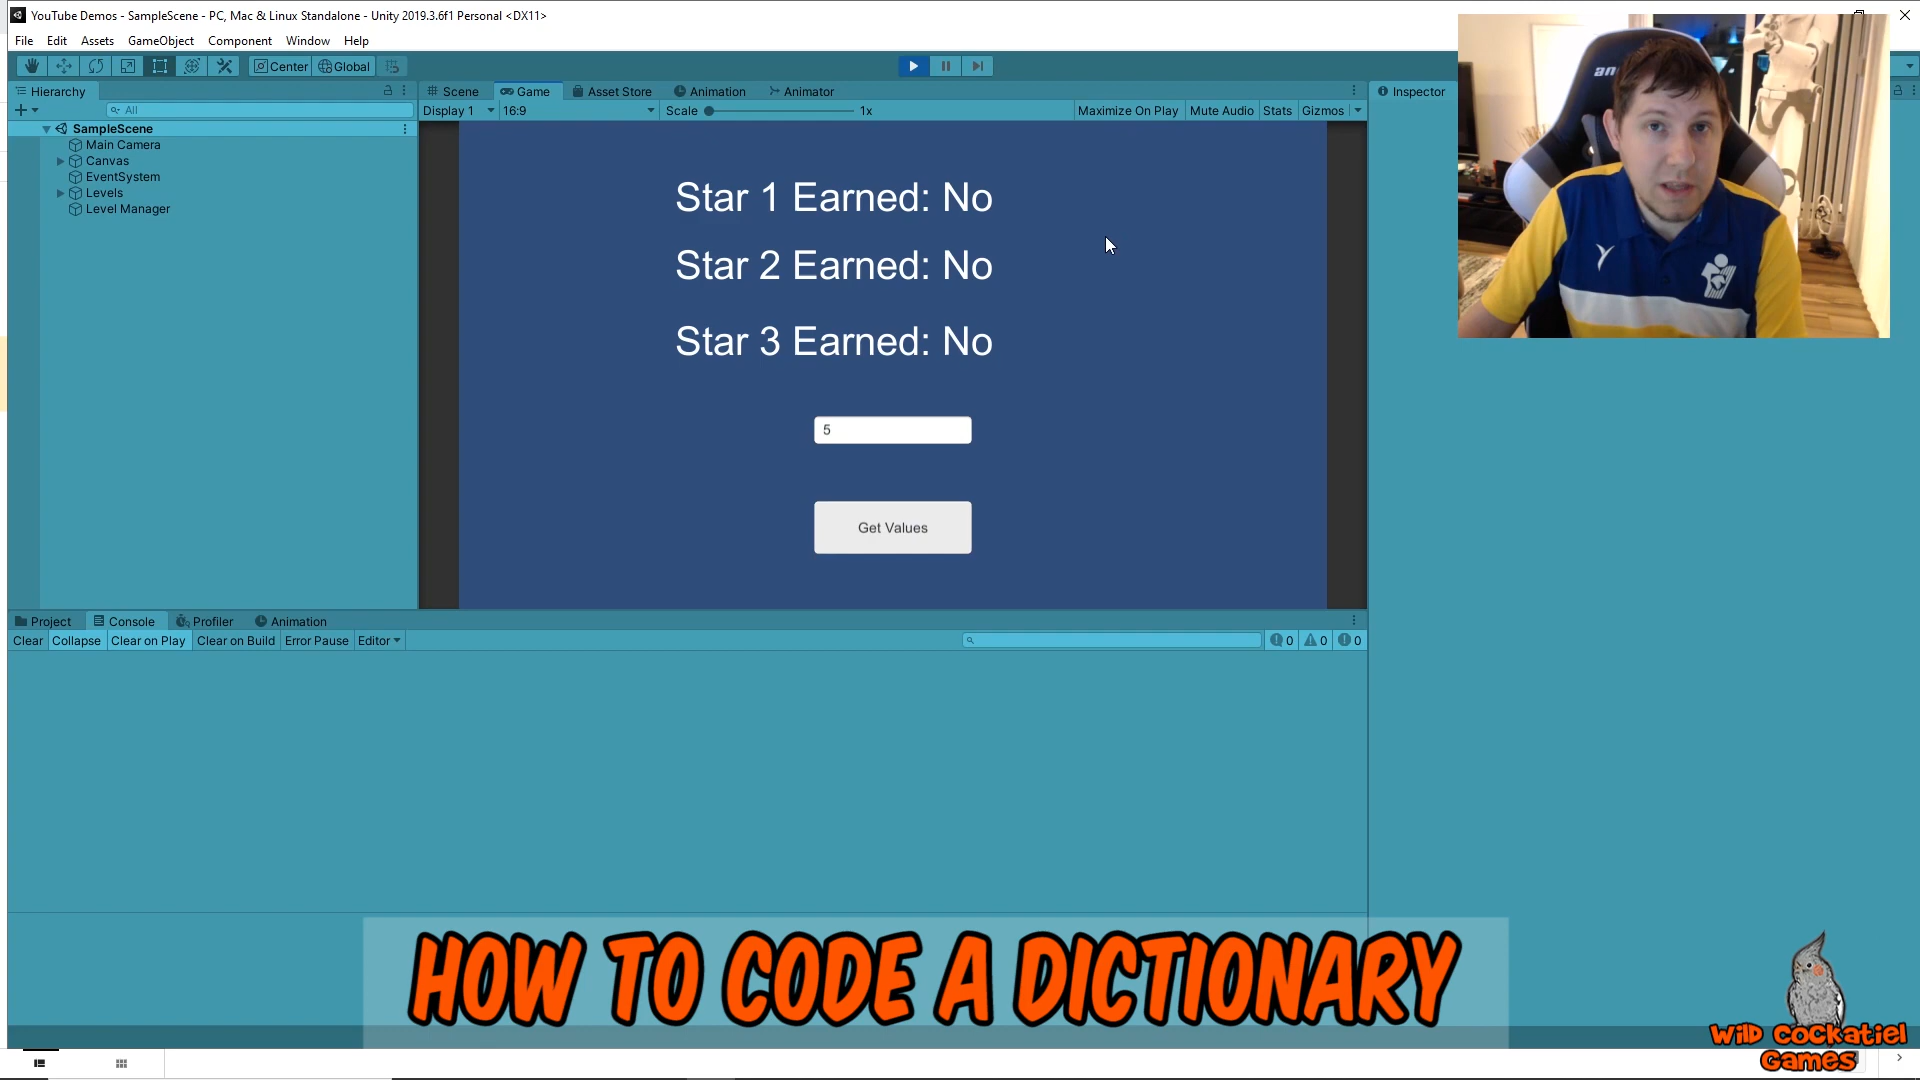 YouTube Demos - SampleScene - PC, Mac & Linux Standalone - Unity 2019.3.6f1 Personal <DX11>
File Edit Assets GameObject Component Window Help
Center Global
Hierarchy
All
SampleScene
Main Camera
Canvas
EventSystem
Levels
Level Manager
Scene Game Asset Store Animation Animator
Display 1 16:9 Scale 1x Maximize On Play Mute Audio Stats Gizmos
Star 1 Earned: No
Star 2 Earned: No
Star 3 Earned: No
5
Get Values
Inspector
an
Project Console Profiler Animation
Clear Collapse Clear on Play Clear on Build Error Pause Editor 0 0 0
HOW TO CODE A DICTIONARY
Wild Cockatiel
Games